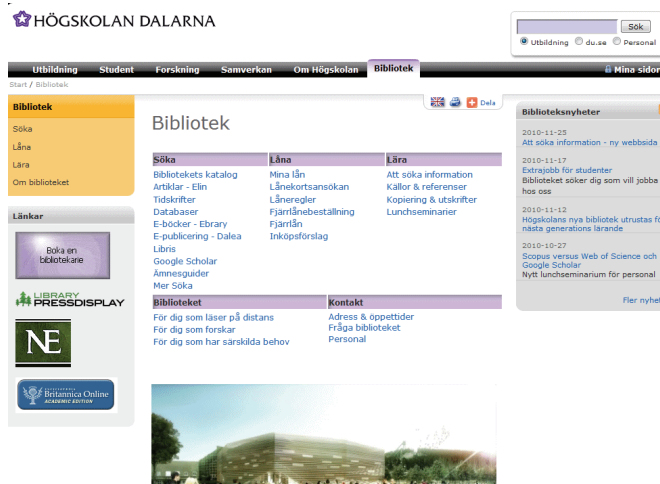 HÖGSKOLAN DALARNA
Sök
Utbildning du.se Personal
Utbildning Student Forskning Samverkan Om Högskolan Bibliotek Mina sidor
Start / Bibliotek
Bibliotek
Söka
Låna
Lära
Om biblioteket
Länkar
Boka en
bibliotekarie
LIBRARY
PRESSDISPLAY
NE
Britannica Online
ACADEMIC EDITION
Dela
Bibliotek
Söka
Bibliotekets katalog
Artiklar - Elin
Tidskrifter
Databaser
E-böcker - Ebrary
E-publicering - Dalea
Libris
Google Scholar
Ämnesguider
Mer Söka
Låna
Mina lån
Lånekortsansökan
Låneregler
Fjärrlånebeställning
Fjärrlån
Inköpsförslag
Lära
Att söka information
Källor & referenser
Kopiering & utskrifter
Lunchseminarier
Biblioteket
För dig som läser på distans
För dig som forskar
För dig som har särskilda behov
Kontakt
Adress & öppettider
Fråga biblioteket
Personal
Biblioteksnyheter
2010-11-25
Att söka information - ny webbsida
2010-11-17
Extrajobb för studenter
Biblioteket söker dig som vill jobba
hos oss
2010-11-12
Högskolans nya bibliotek utrustas fö
nästa generations lärande
2010-10-27
Scopus versus Web of Science och
Google Scholar
Nytt lunchseminarium för personal
Fler nyhet